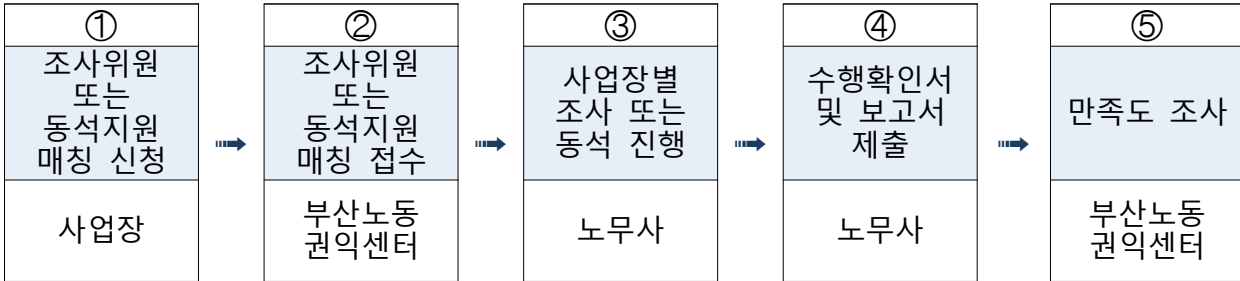 ①
조사위원
또는
동석지원
매칭 신청
사업장
②
조사위원
또는
동석지원
매칭 접수
부산노동
권익센터
③
사업장별
조사 또는
동석 진행
노무사
④
수행확인서
및 보고서
제출
노무사
⑤
만족도 조사
부산노동
권익센터